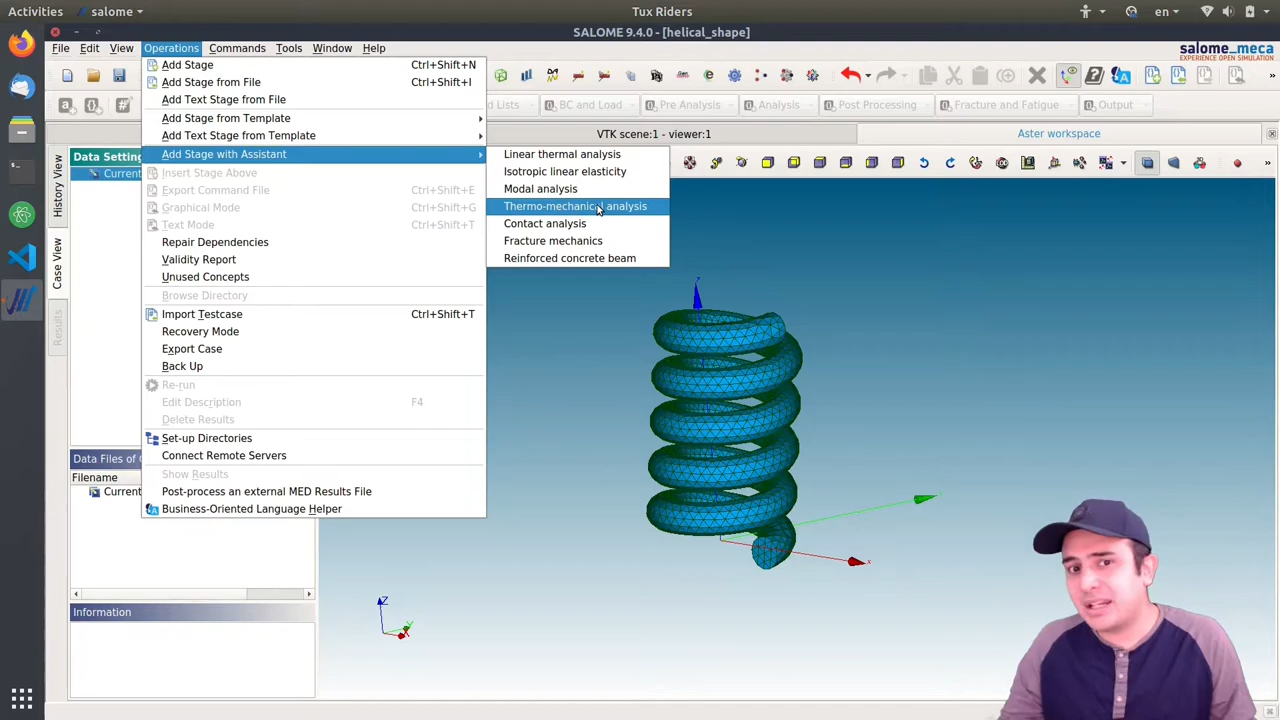 Activities
salome
Tux Riders
en
SALOME 9.4.0 - [helical_shape]
File Edit View Operations Commands Tools Window Help
salome_meca
EXPERIENCE OPEN SIMULATION
BC and Load
Pre Analysis
Analysis
Post Processing
Fracture and Fatigue
Output
VTK scene:1 - viewer:1
Aster workspace
History View
Case View
Results
Data Settin
Current
Add Stage Ctrl+Shift+N
Add Stage from File Ctrl+Shift+I
Add Text Stage from File
Add Stage from Template
Add Text Stage from Template
Add Stage with Assistant
Insert Stage Above
Export Command File Ctrl+Shift+E
Graphical Mode Ctrl+Shift+G
Text Mode Ctrl+Shift+T
Repair Dependencies
Validity Report
Unused Concepts
Browse Directory
Import Testcase Ctrl+Shift+T
Recovery Mode
Export Case
Back Up
Re-run
Edit Description F4
Delete Results
Set-up Directories
Connect Remote Servers
Show Results
Post-process an external MED Results File
Business-Oriented Language Helper
Linear thermal analysis
Isotropic linear elasticity
Modal analysis
Thermo-mechanical analysis
Contact analysis
Fracture mechanics
Reinforced concrete beam
Data Files of C
Filename
Current
Information
Z
Y
X
x